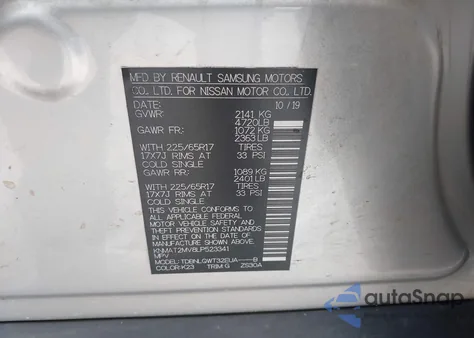 MFD BY RENAULT SAMSUNG MOTORS
CO., LTD. FOR NISSAN MOTOR CO., LTD.
DATE: 10/19
GVWR: 2141 KG
4720LB
GAWR FR: 1072 KG
2363 LB
WITH 225/65R17 TIRES
17X7J RIMS AT 33 PSI
COLD SINGLE
GAWR RR: 1089 KG
2401 LB
WITH 225/65R17 TIRES
17X7J RIMS AT 33 PSI
COLD SINGLE
THIS VEHICLE CONFORMS TO ALL
APPLICABLE FEDERAL
MOTOR VEHICLE SAFETY
STANDARDS IN EFFECT ON
THE DATE OF
MANUFACTURE SHOWN ABOVE
KNMAT2MV8LP523341
MPV
MODEL: TDBNLGWT32EUA----B
COLOR:K23 TRIM:G Z530A
autoSnap